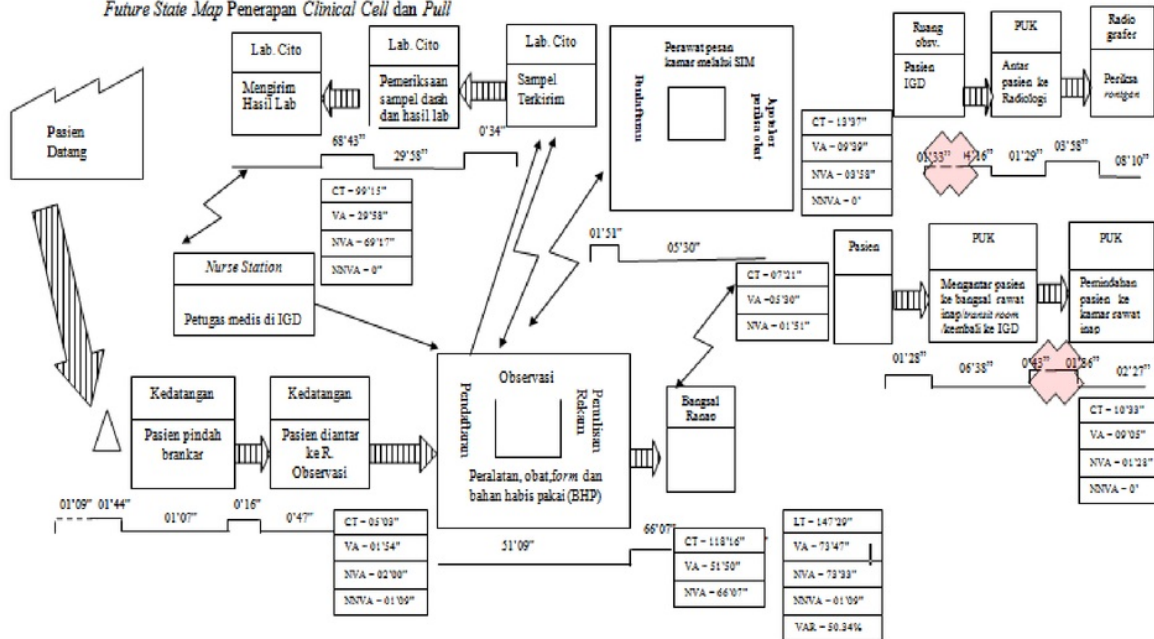 Future State Map Penerapan Clinical Cell dan Pull
Pasien
Datang
Lab. Cito
Mengirim
Hasil Lab
Lab. Cito
Pemeriksaan
sampel darah
dan hasil lab
Lab. Cito
Sampel
Terkirim
68'43”
29'58”
0'34”
CT = 99'15”
VA = 29'58”
NVA = 69'17”
NNVA = 0”
Perawat pesan
kamar melalui SIM
Pendaftaran
Apoteker
perilisan obat
01'51”
05'30”
CT = 07'21”
VA =05'30”
NVA = 01'51”
Ruang
obsv.
Pasien
IGD
PUK
Antar
pasien ke
Radiologi
Radio
grafer
Periksa
rontgen
CT = 13'37”
VA = 09'39”
NVA = 03'58”
NNVA = 0'
01'33”
01'29”
03'58”
08'10”
Pasien
PUK
Mengantar pasien
ke bangsal rawat
inap/transit room
/kembali ke IGD
PUK
Pemindahan
pasien ke
kamar rawat
inap
01'28”
06'38”
0'43”
02'27”
CT = 10'33”
VA = 09'05”
NVA = 01'28”
NNVA = 0'
Nurse Station
Petugas medis di IGD
Kedatangan
Pasien pindah
brankar
Kedatangan
Pasien diantar
ke R.
Observasi
Observasi
Pendaftaran
Penulisan
Rekam
Peralatan, obat,form dan
bahan habis pakai (BHP)
Bangsal
Ranap
01'09”
01'44”
01'07”
0'16”
0'47”
CT = 05'03”
VA = 01'54”
NVA = 02'00”
NNVA = 01'09”
51'09”
66'07”
CT = 118'16”
VA = 51'50”
NVA = 66'07”
LT = 147'29”
VA = 73'47”
NVA = 73'33”
NNVA = 01'09”
VAR = 50.34%